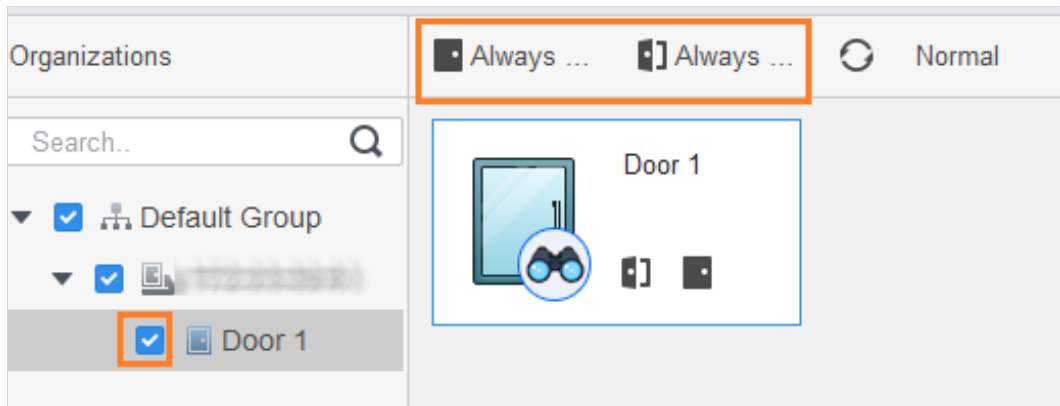 Organizations
Always ... Always ... Normal
Search..
Default Group
Door 1
Door 1